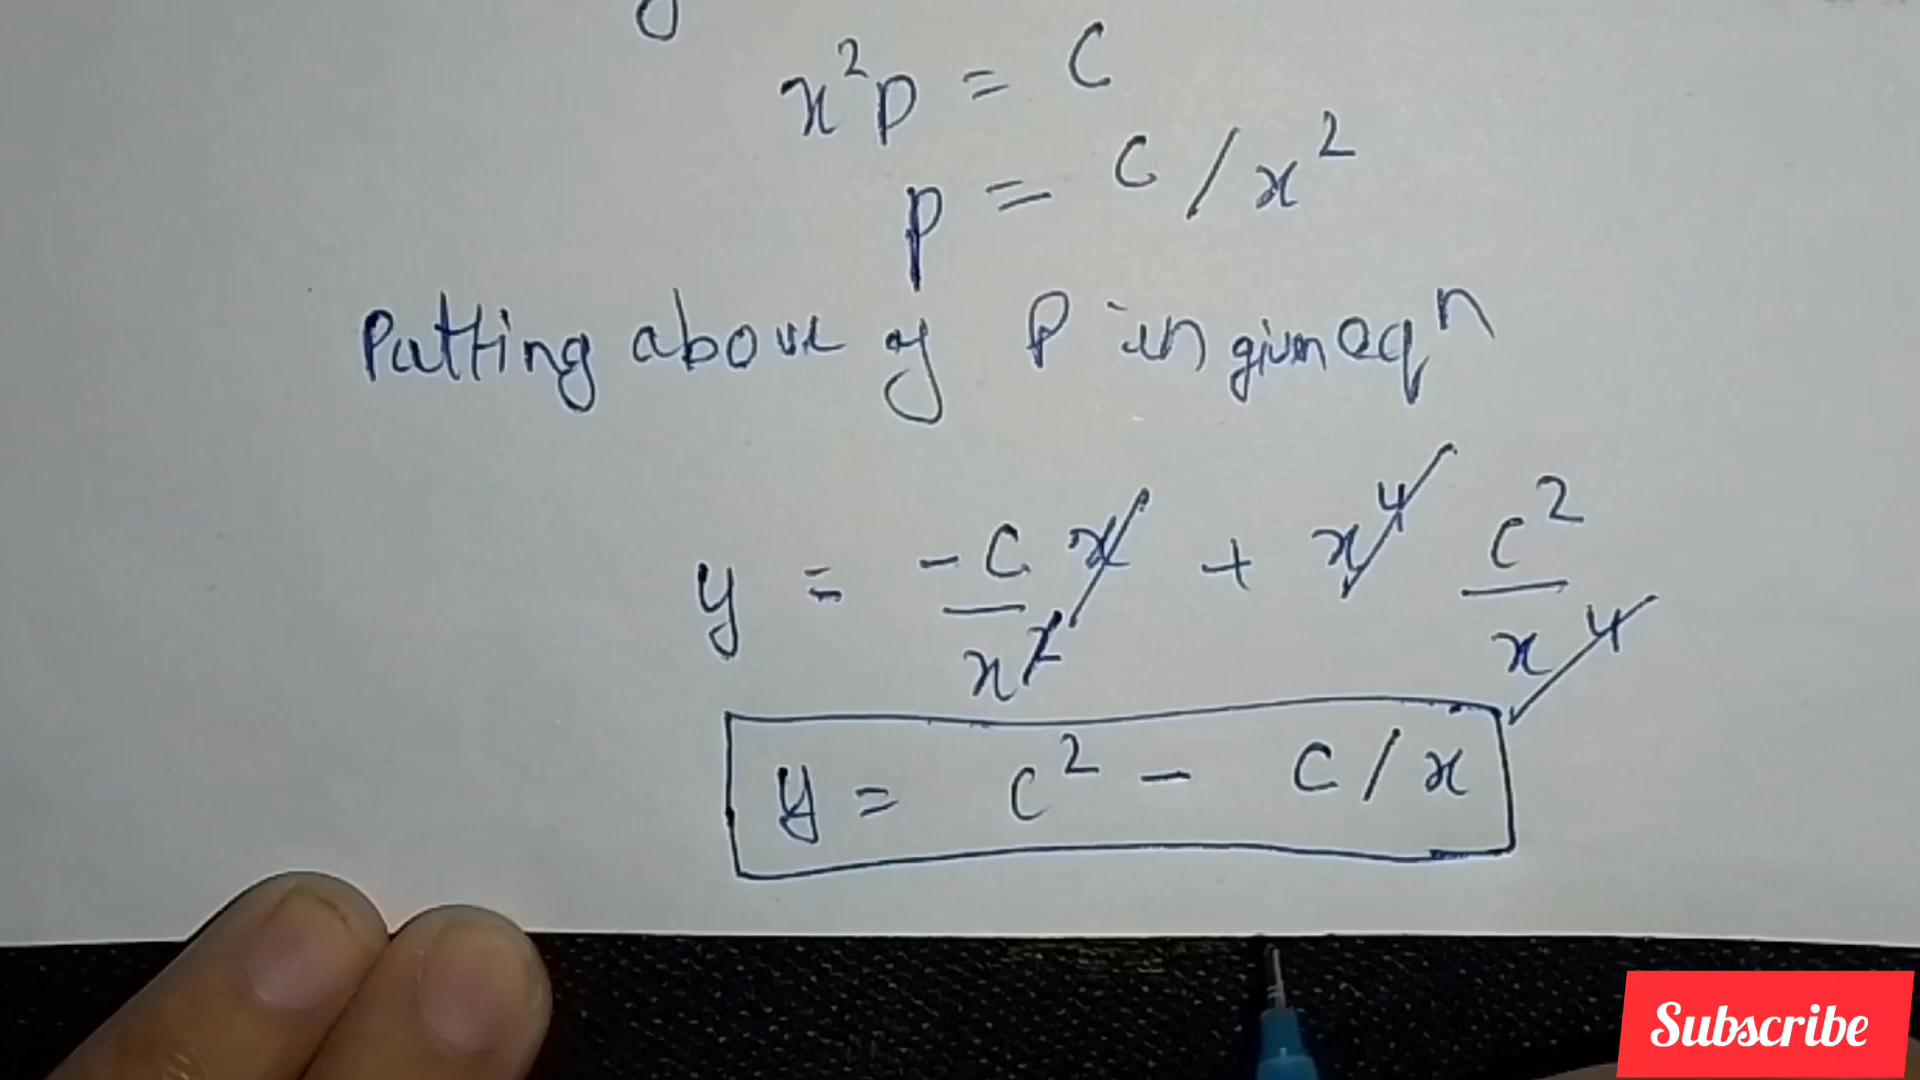 x²p = C
p = C/x²
Putting above of P in given eqⁿ
y = -C/x² x + x⁴ c²/x⁴
y = c² - C/x
Subscribe